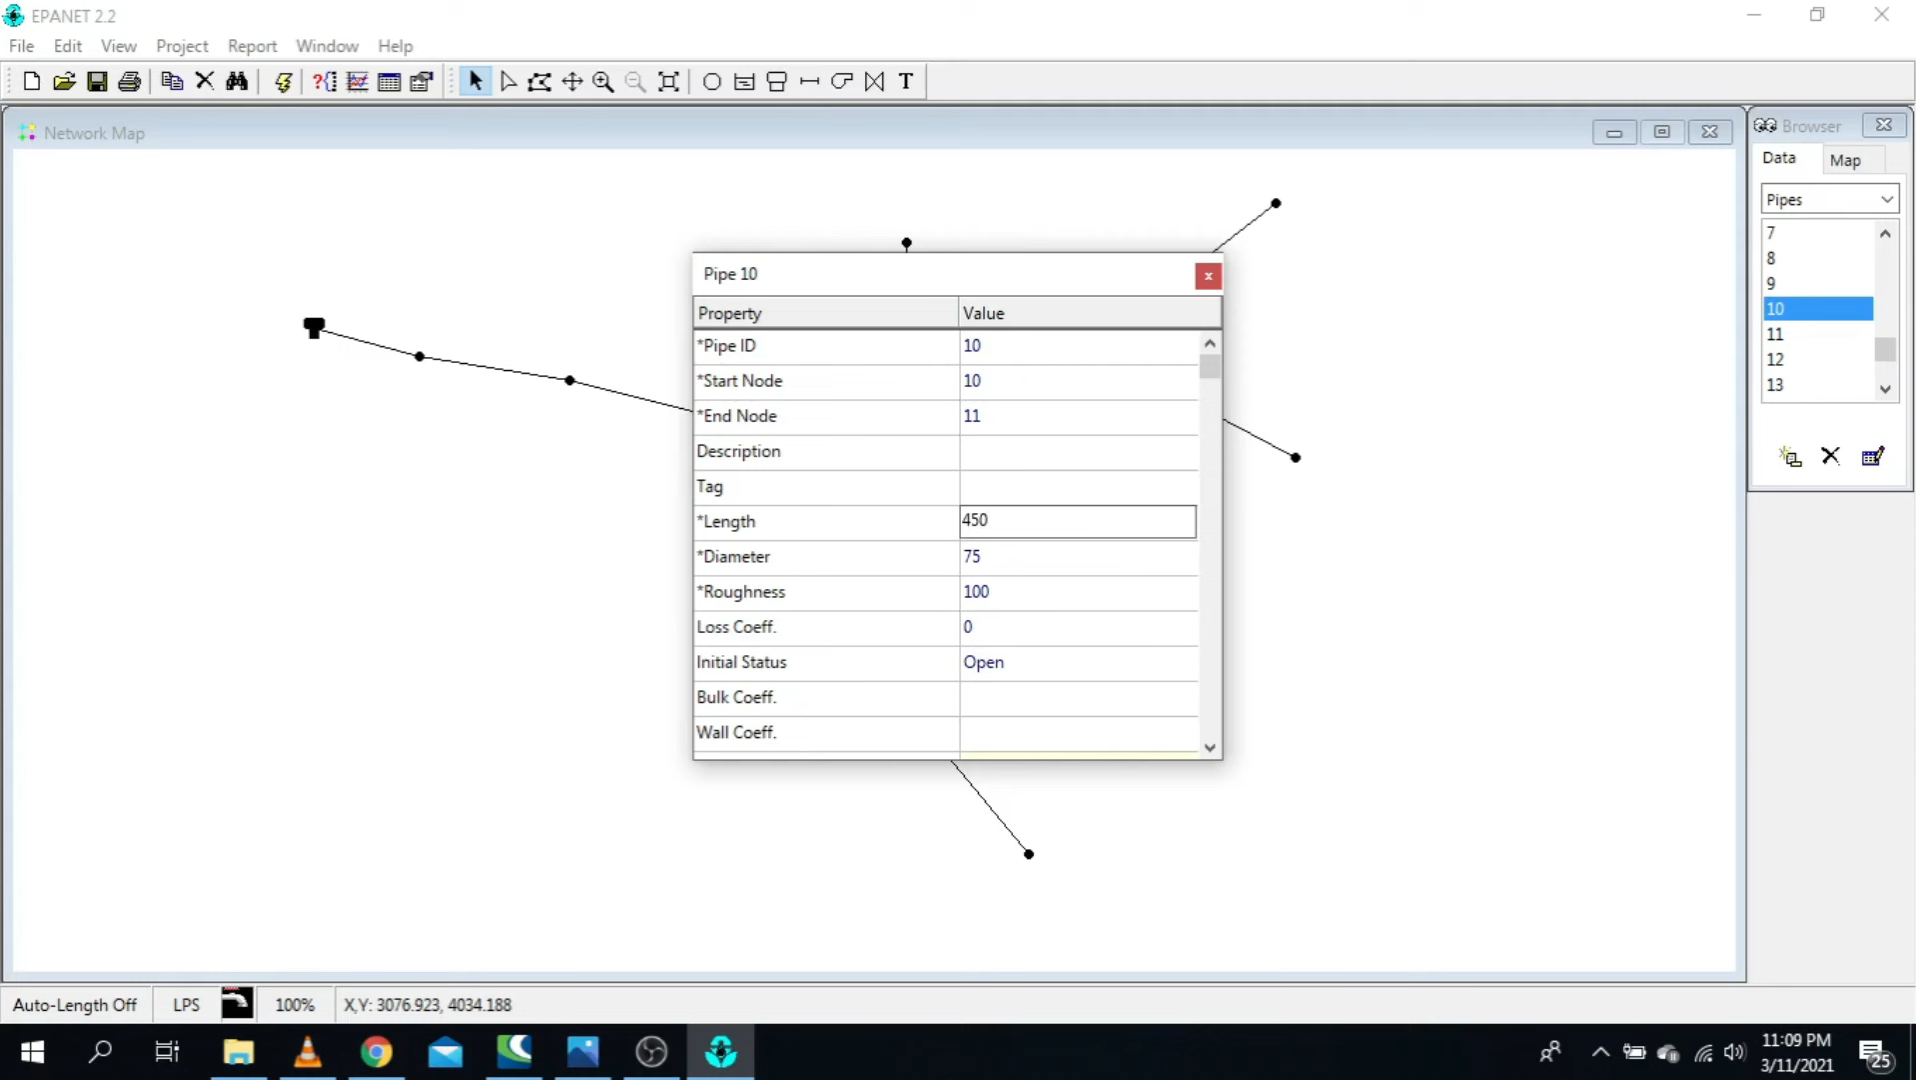 EPANET 2.2
File Edit View Project Report Window Help
T
Network Map
Browser
Data Map
Pipes
7
8
9
10
11
12
13
Pipe 10
x
Property Value
*Pipe ID 10
*Start Node 10
*End Node 11
Description
Tag
*Length 450
*Diameter 75
*Roughness 100
Loss Coeff. 0
Initial Status Open
Bulk Coeff.
Wall Coeff.
Auto-Length Off LPS 100% X,Y: 3076.923, 4034.188
11:09 PM
3/11/2021
25